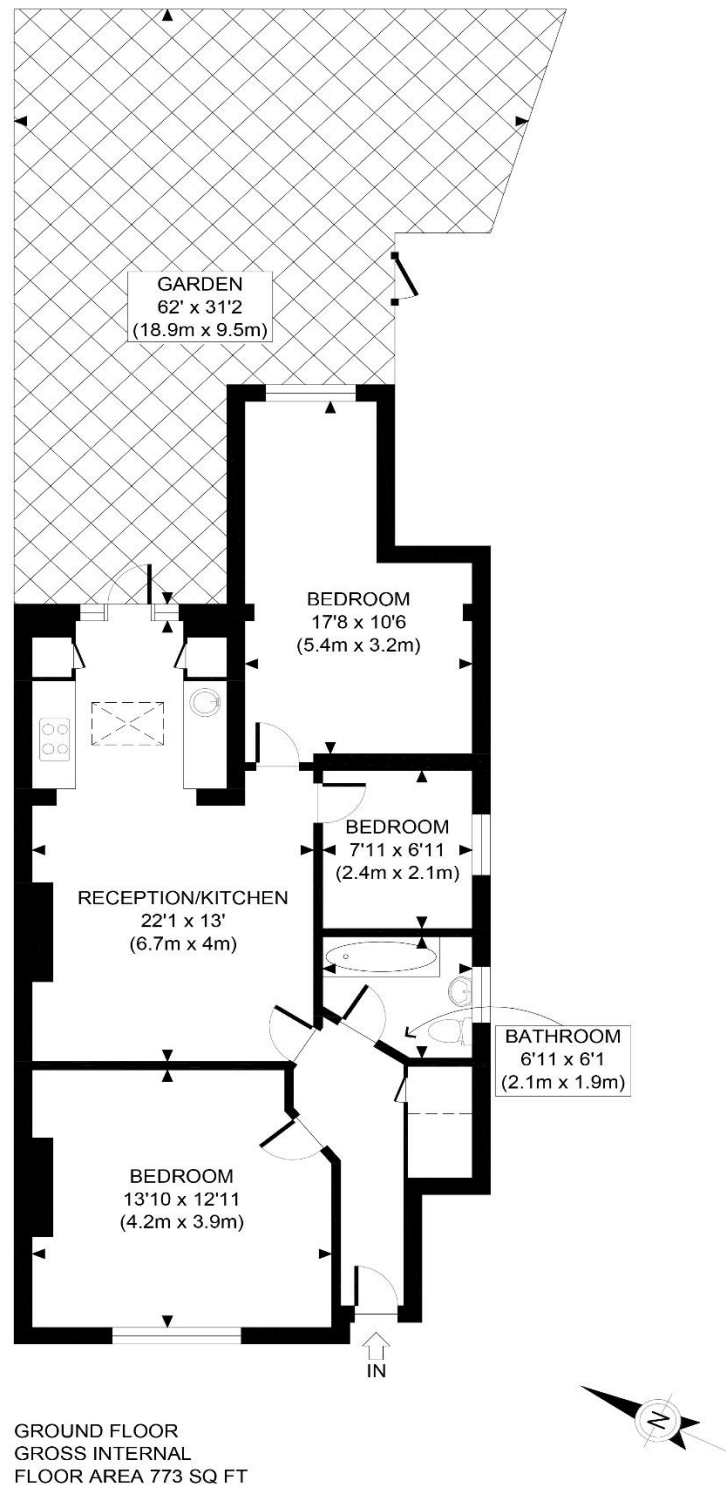 GARDEN
62' x 31'2
(18.9m x 9.5m)
BEDROOM
17'8 x 10'6
(5.4m x 3.2m)
BEDROOM
7'11 x 6'11
(2.4m x 2.1m)
RECEPTION/KITCHEN
22'1 x 13'
(6.7m x 4m)
BATHROOM
6'11 x 6'1
(2.1m x 1.9m)
BEDROOM
13'10 x 12'11
(4.2m x 3.9m)
IN
N
GROUND FLOOR
GROSS INTERNAL
FLOOR AREA 773 SQ FT